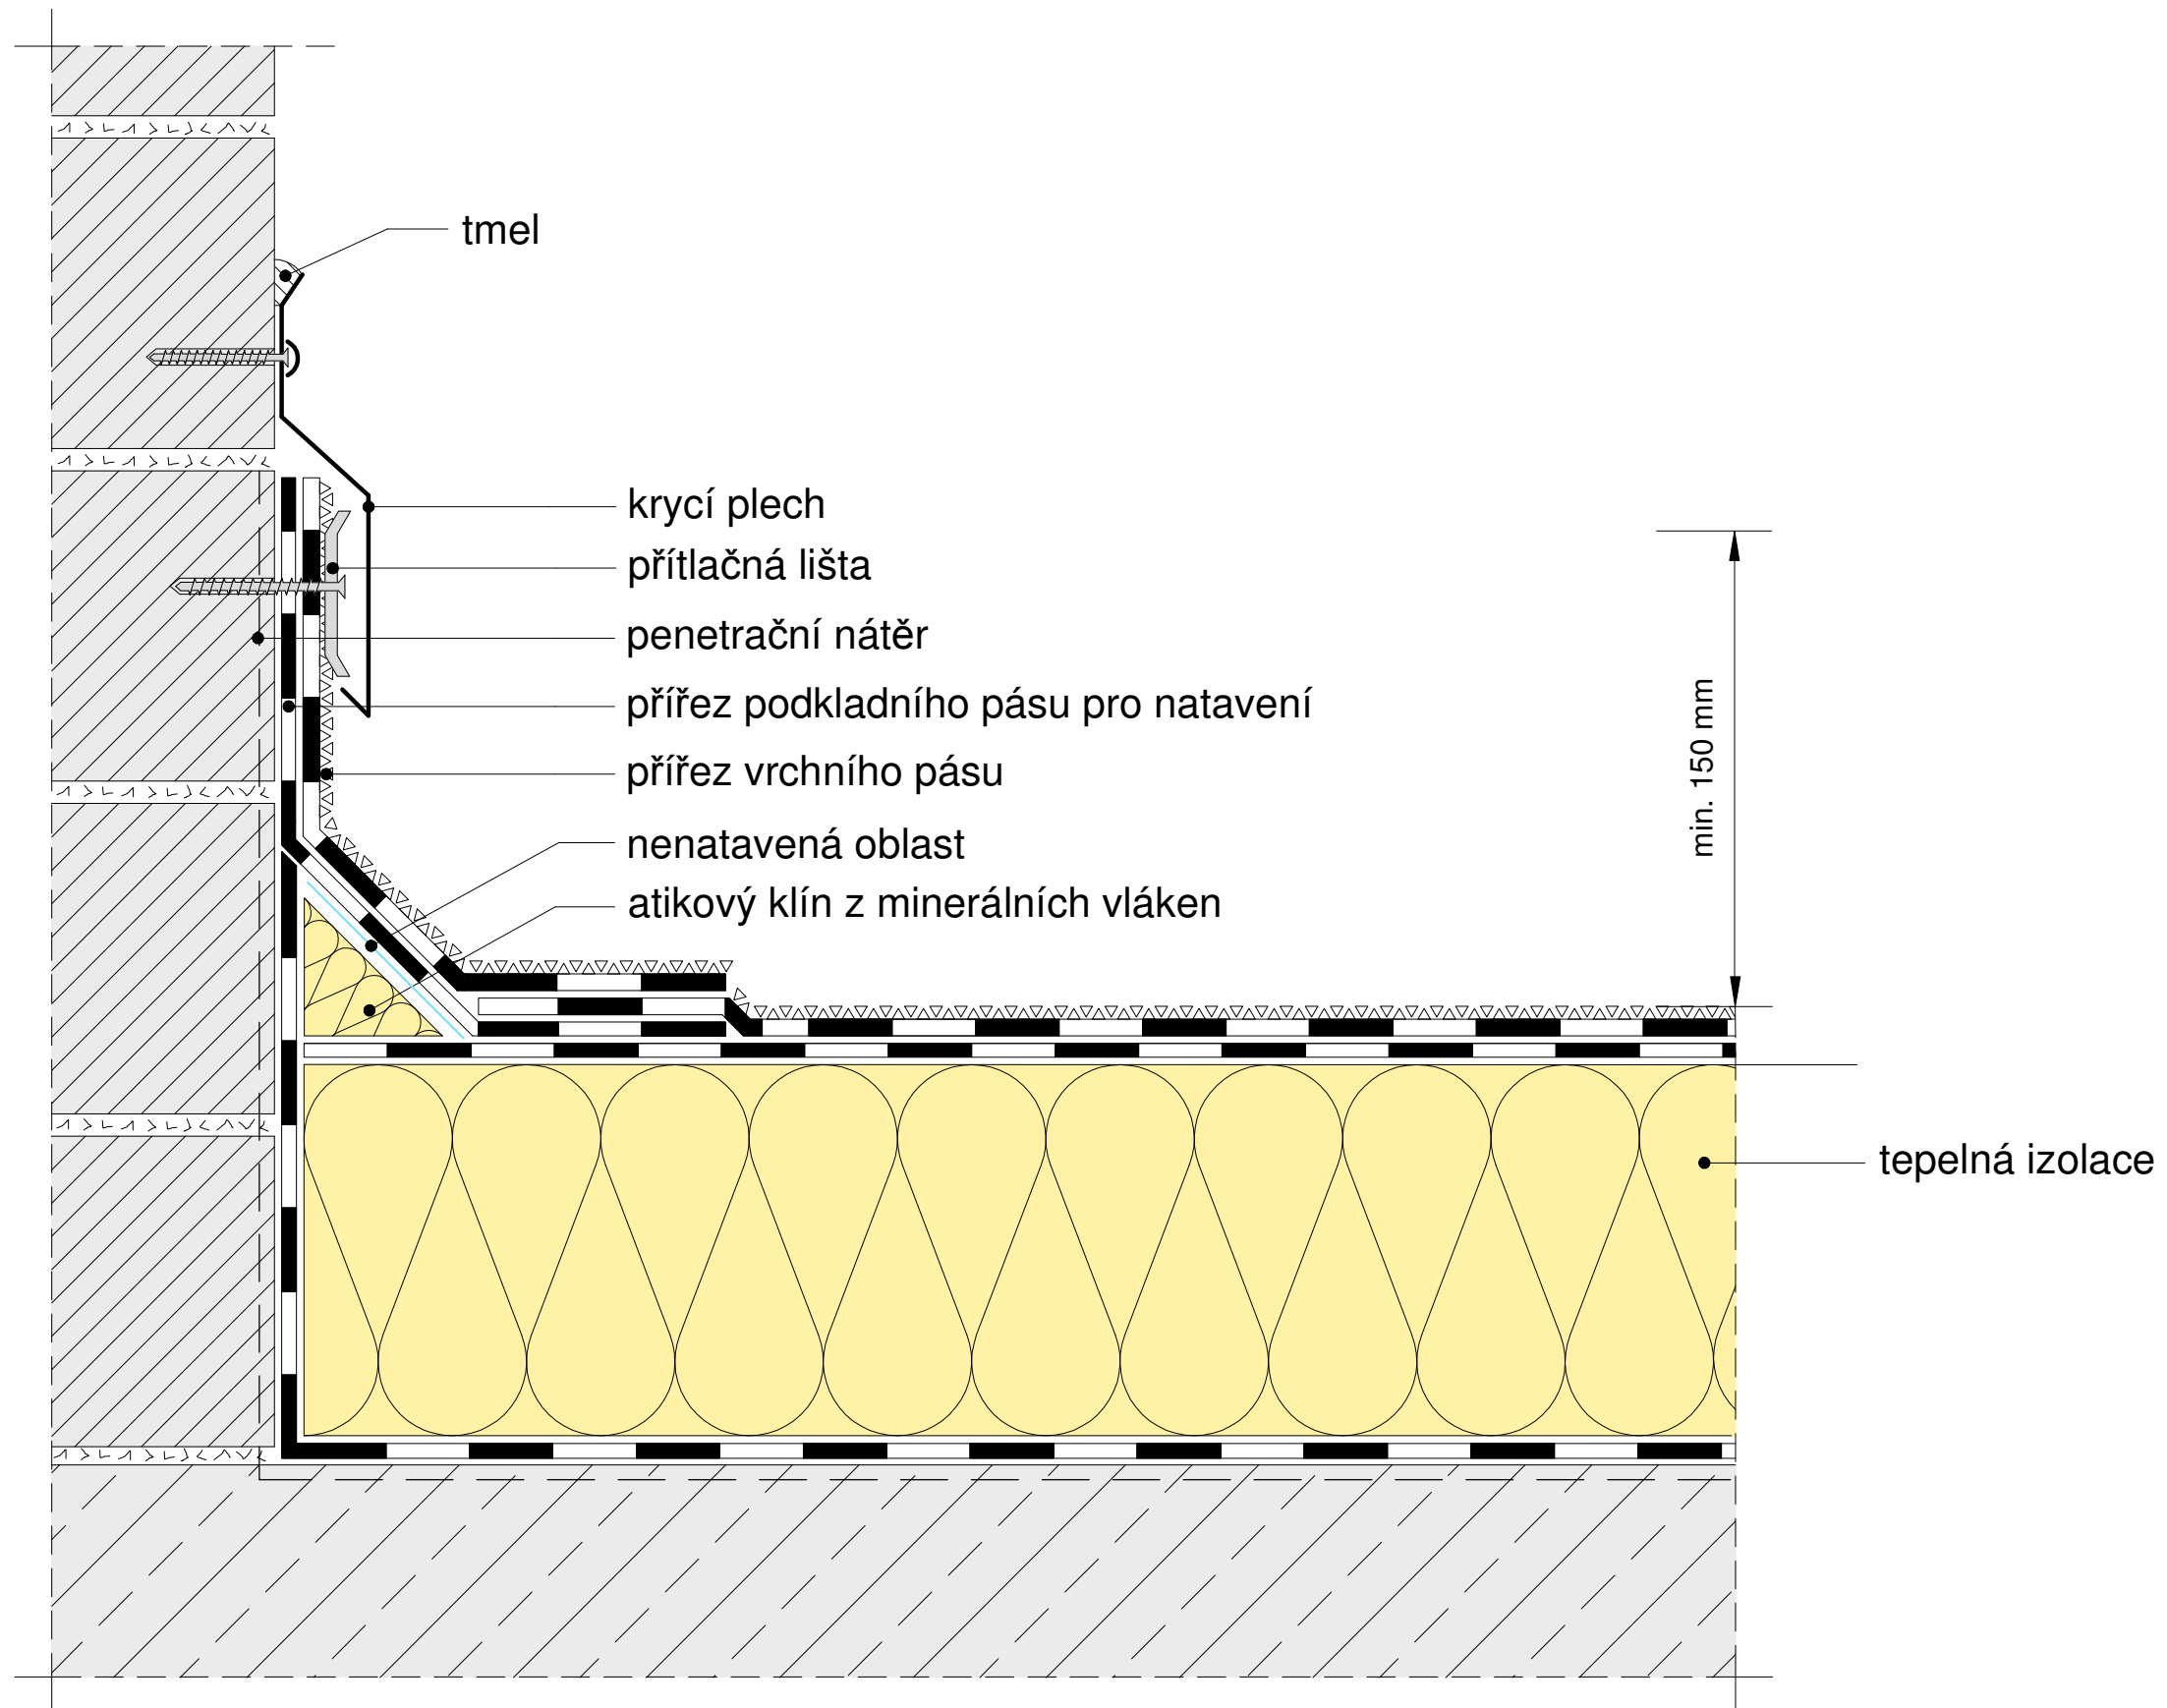 tmel
krycí plech
přítlačná lišta
penetrační nátěr
přířez podkladního pásu pro natavení
přířez vrchního pásu
nenatavená oblast
atikový klín z minerálních vláken
min. 150 mm
tepelná izolace